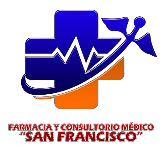 FARMACIA Y CONSULTORIO MÉDICO
"SAN FRANCISCO"